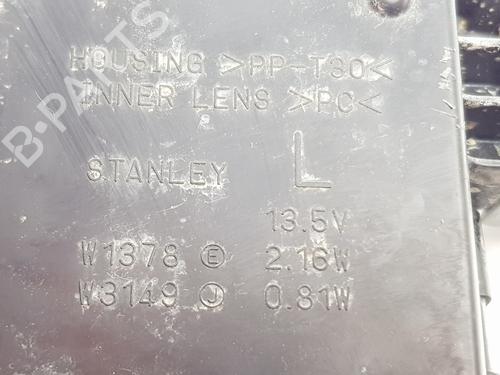 B-PARTS
HOUSING >PP-T30<
INNER LENS >PC<
STANLEY L
13.5V
W1378 Ⓔ 2.16W
W3149 Ⓙ 0.81W